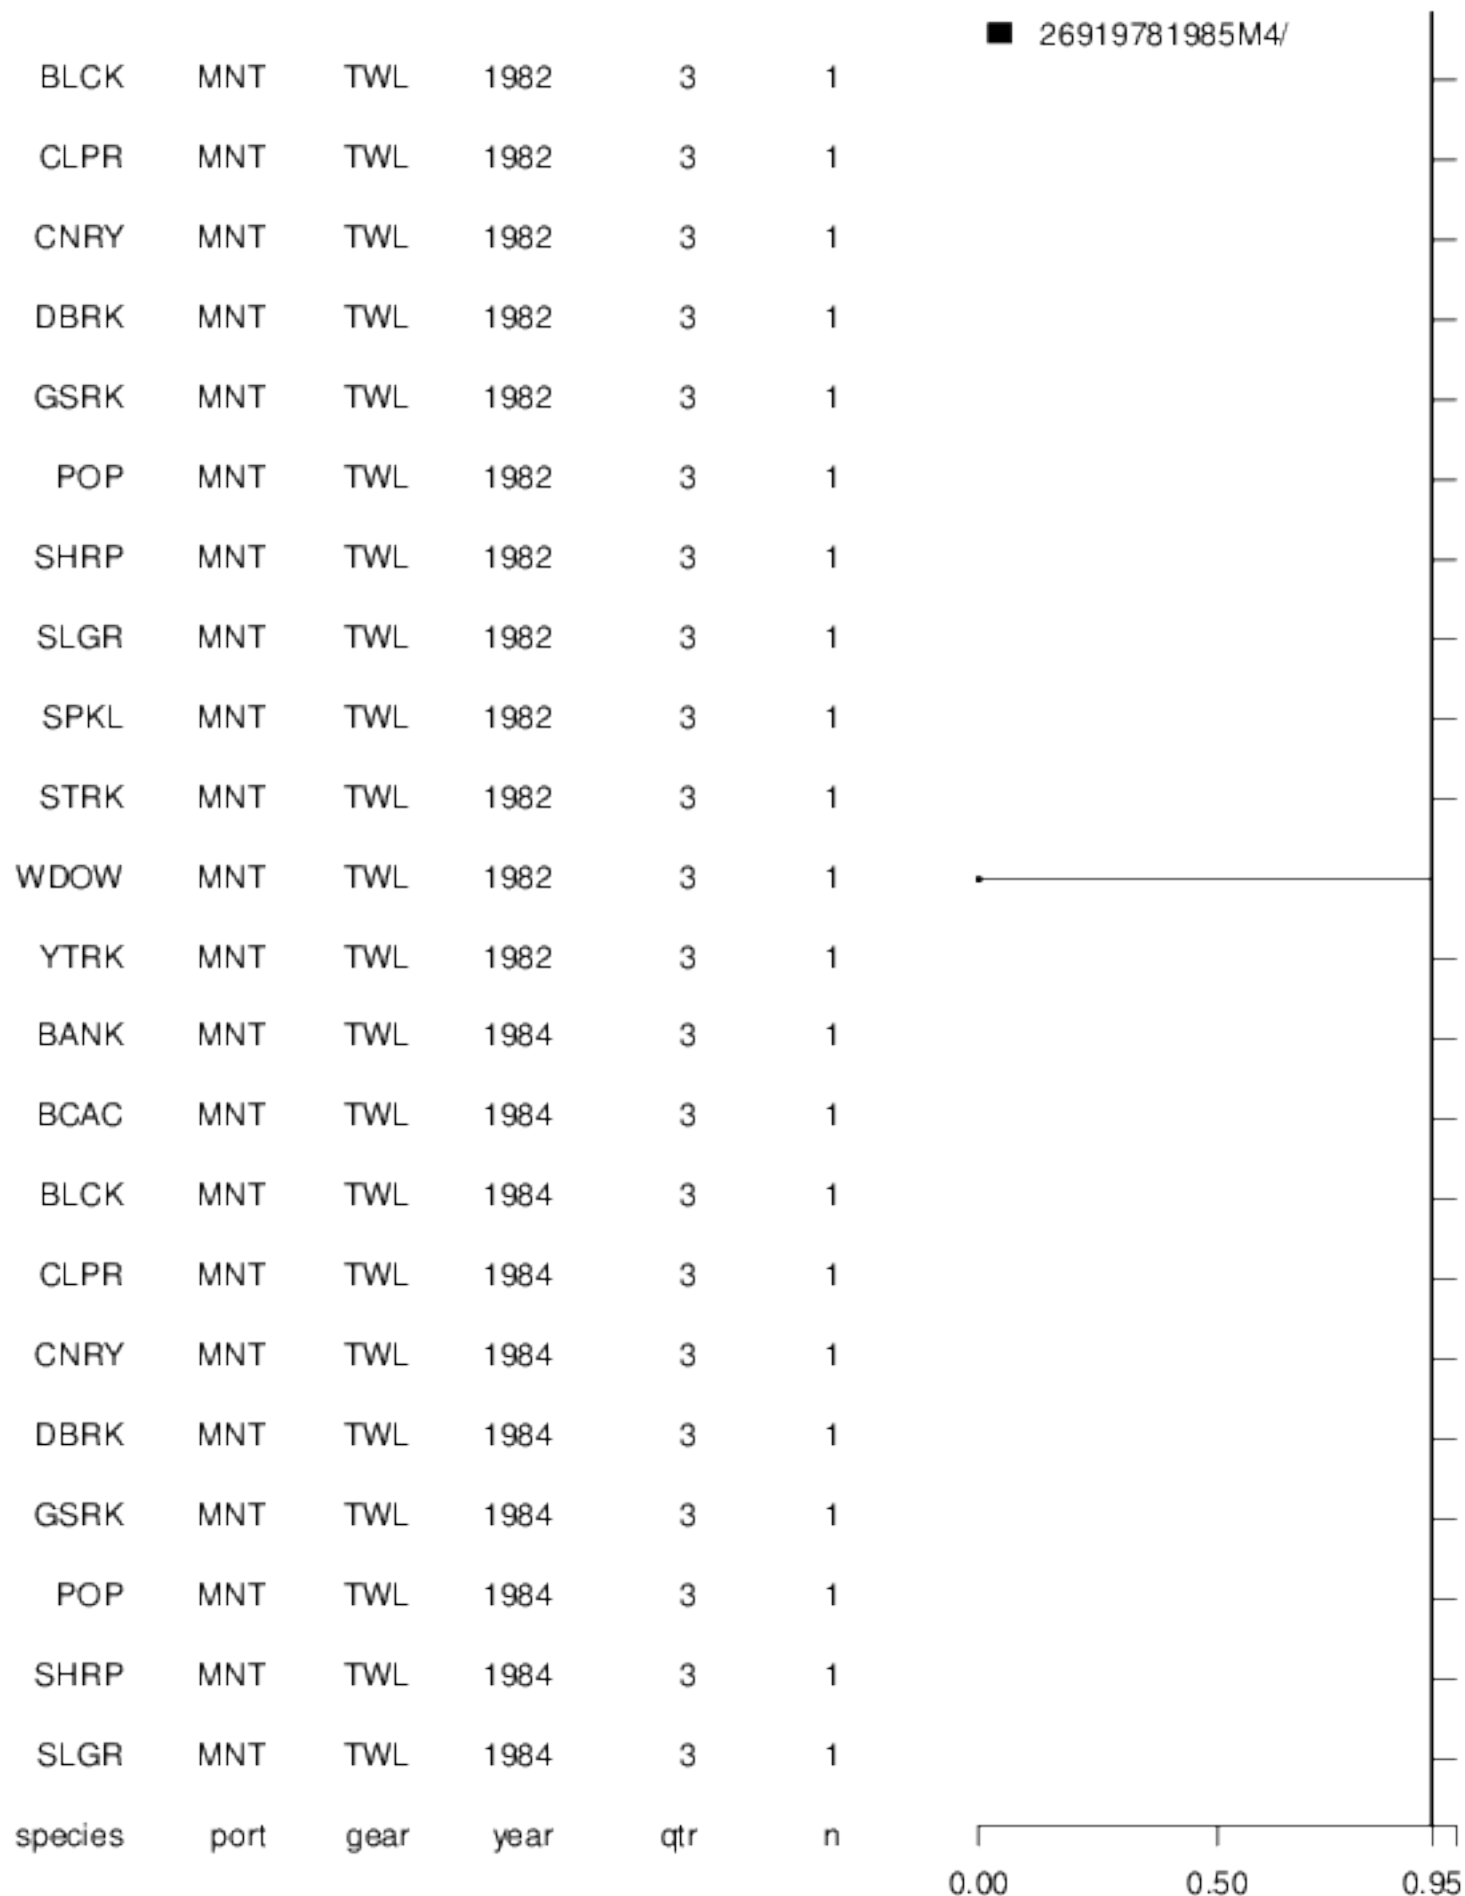 26919781985M4/
BLCK MNT TWL 1982 3 1
CLPR MNT TWL 1982 3 1
CNRY MNT TWL 1982 3 1
DBRK MNT TWL 1982 3 1
GSRK MNT TWL 1982 3 1
POP MNT TWL 1982 3 1
SHRP MNT TWL 1982 3 1
SLGR MNT TWL 1982 3 1
SPKL MNT TWL 1982 3 1
STRK MNT TWL 1982 3 1
WDOW MNT TWL 1982 3 1
YTRK MNT TWL 1982 3 1
BANK MNT TWL 1984 3 1
BCAC MNT TWL 1984 3 1
BLCK MNT TWL 1984 3 1
CLPR MNT TWL 1984 3 1
CNRY MNT TWL 1984 3 1
DBRK MNT TWL 1984 3 1
GSRK MNT TWL 1984 3 1
POP MNT TWL 1984 3 1
SHRP MNT TWL 1984 3 1
SLGR MNT TWL 1984 3 1
species port gear year qtr n
0.00 0.50 0.95